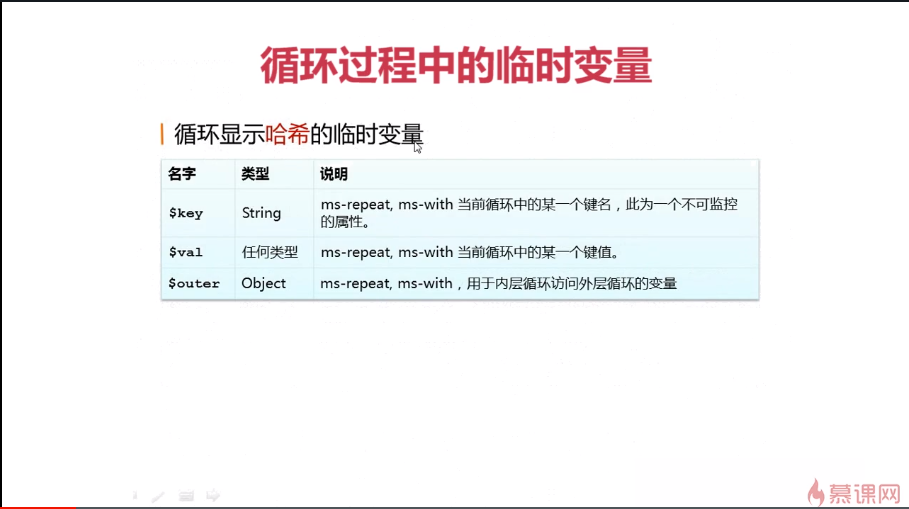 循环过程中的临时变量
循环显示哈希的临时变量
名字 类型 说明
$key String ms-repeat, ms-with 当前循环中的某一个键名，此为一个不可监控
的属性。
$val 任何类型 ms-repeat, ms-with 当前循环中的某一个键值。
$outer Object ms-repeat, ms-with，用于内层循环访问外层循环的变量
慕课网